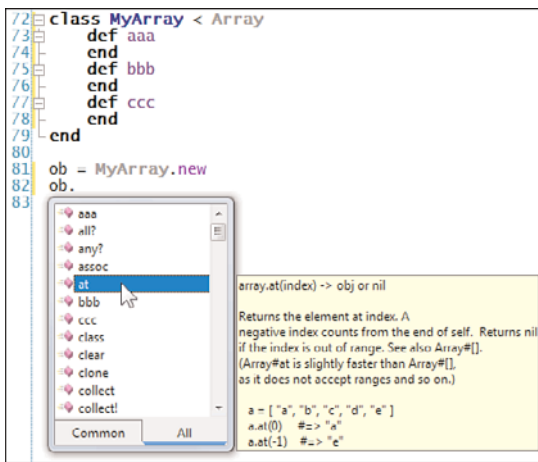 72 class MyArray < Array
73 def aaa
74 end
75 def bbb
76 end
77 def ccc
78 end
79 end
80
81 ob = MyArray.new
82 ob.
83
aaa
all?
any?
assoc
at
bbb
ccc
class
clear
clone
collect
collect!
Common All
array.at(index) -> obj or nil
Returns the element at index. A
negative index counts from the end of self. Returns nil
if the index is out of range. See also Array#[].
(Array#at is slightly faster than Array#[],
as it does not accept ranges and so on.)
a = [ "a", "b", "c", "d", "e" ]
a.at(0) #=> "a"
a.at(-1) #=> "e"